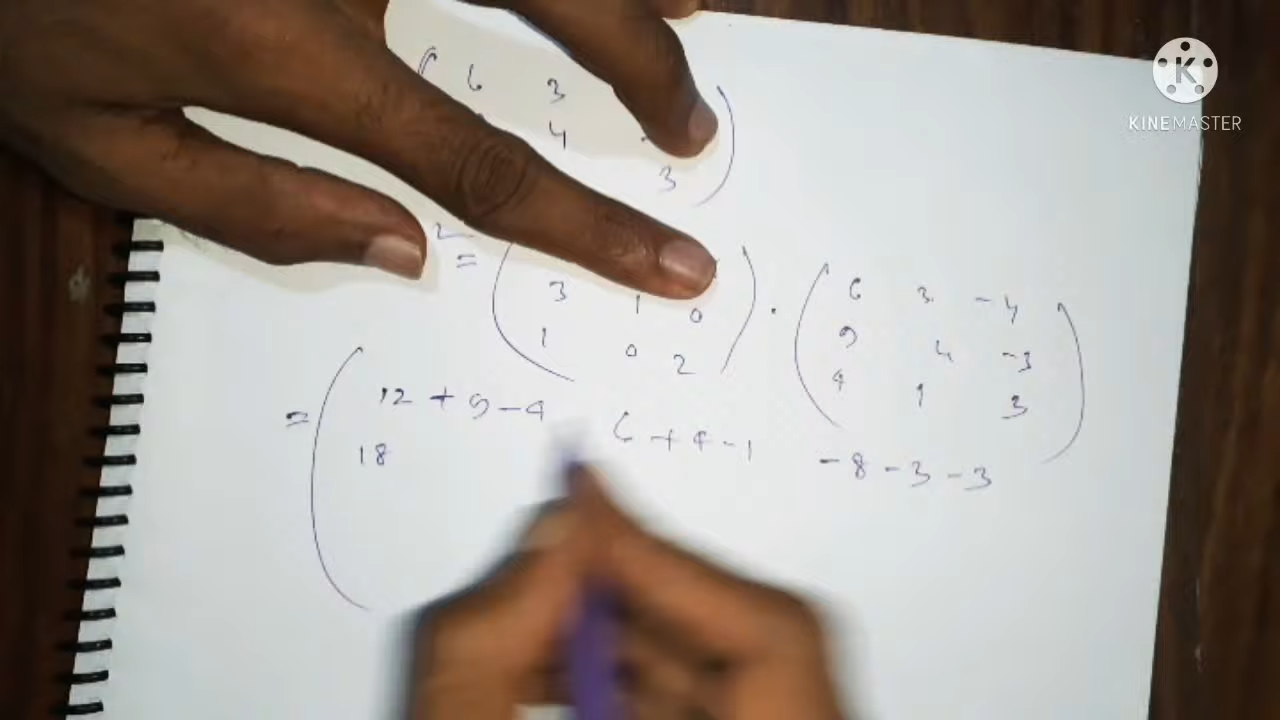 6 3
4
3
2
=
3 1 0
1 0 2
.
6 3 -4
9 4 -3
4 1 3
= 12 + 9 - 4 6 + 4 - 1 -8 - 3 - 3
18
K
KINEMASTER